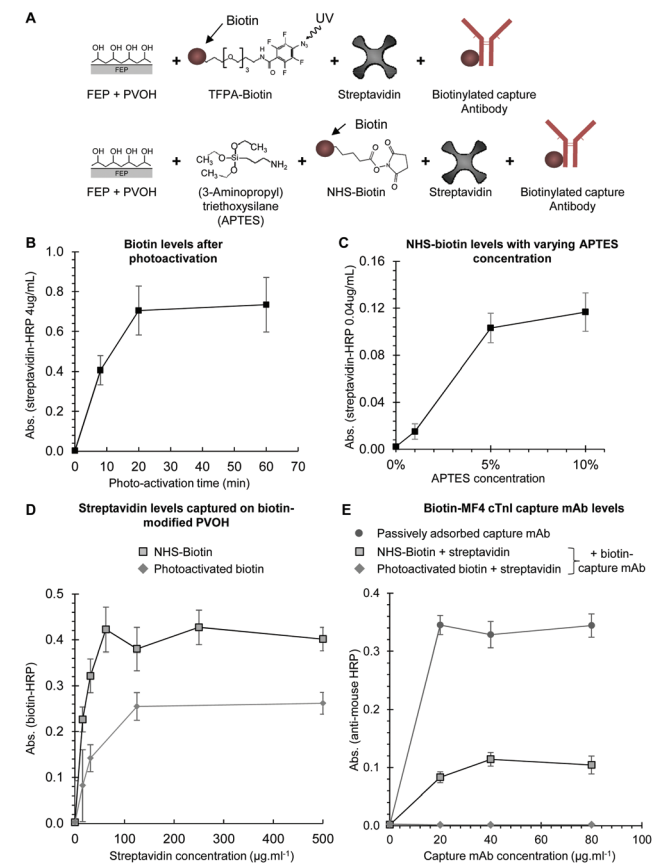 A
Biotin
UV
OH OH OH OH
FEP
FEP + PVOH
+
O
3
H
N
O
F
F
F
F
N₃
TFPA-Biotin
+
Streptavidin
+
Biotinylated capture
Antibody
OH OH OH OH
FEP
FEP + PVOH
+
H₃C
O
CH₃
H₃C
O
Si
O
NH₂
CH₃
(3-Aminopropyl)
triethoxysilane
(APTES)
+
Biotin
O
O
N
O
O
NHS-Biotin
+
Streptavidin
+
Biotinylated capture
Antibody
B
Biotin levels after
photoactivation
Abs. (streptavidin-HRP 4ug/mL)
1.0
0.8
0.6
0.4
0.2
0.0
0 10 20 30 40 50 60 70
Photo-activation time (min)
C
NHS-biotin levels with varying APTES
concentration
Abs. (streptavidin-HRP 0.04ug/mL)
0.16
0.12
0.08
0.04
0.00
0% 5% 10%
APTES concentration
D
Streptavidin levels captured on biotin-
modified PVOH
NHS-Biotin
Photoactivated biotin
Abs. (biotin-HRP)
0.5
0.4
0.3
0.2
0.1
0.0
0 100 200 300 400 500
Streptavidin concentration (µg.ml⁻¹)
E
Biotin-MF4 cTnI capture mAb levels
Passively adsorbed capture mAb
NHS-Biotin + streptavidin
Photoactivated biotin + streptavidin
+ biotin-
capture mAb
Abs. (anti-mouse HRP)
0.4
0.3
0.2
0.1
0.0
0 20 40 60 80 100
Capture mAb concentration (µg.ml⁻¹)